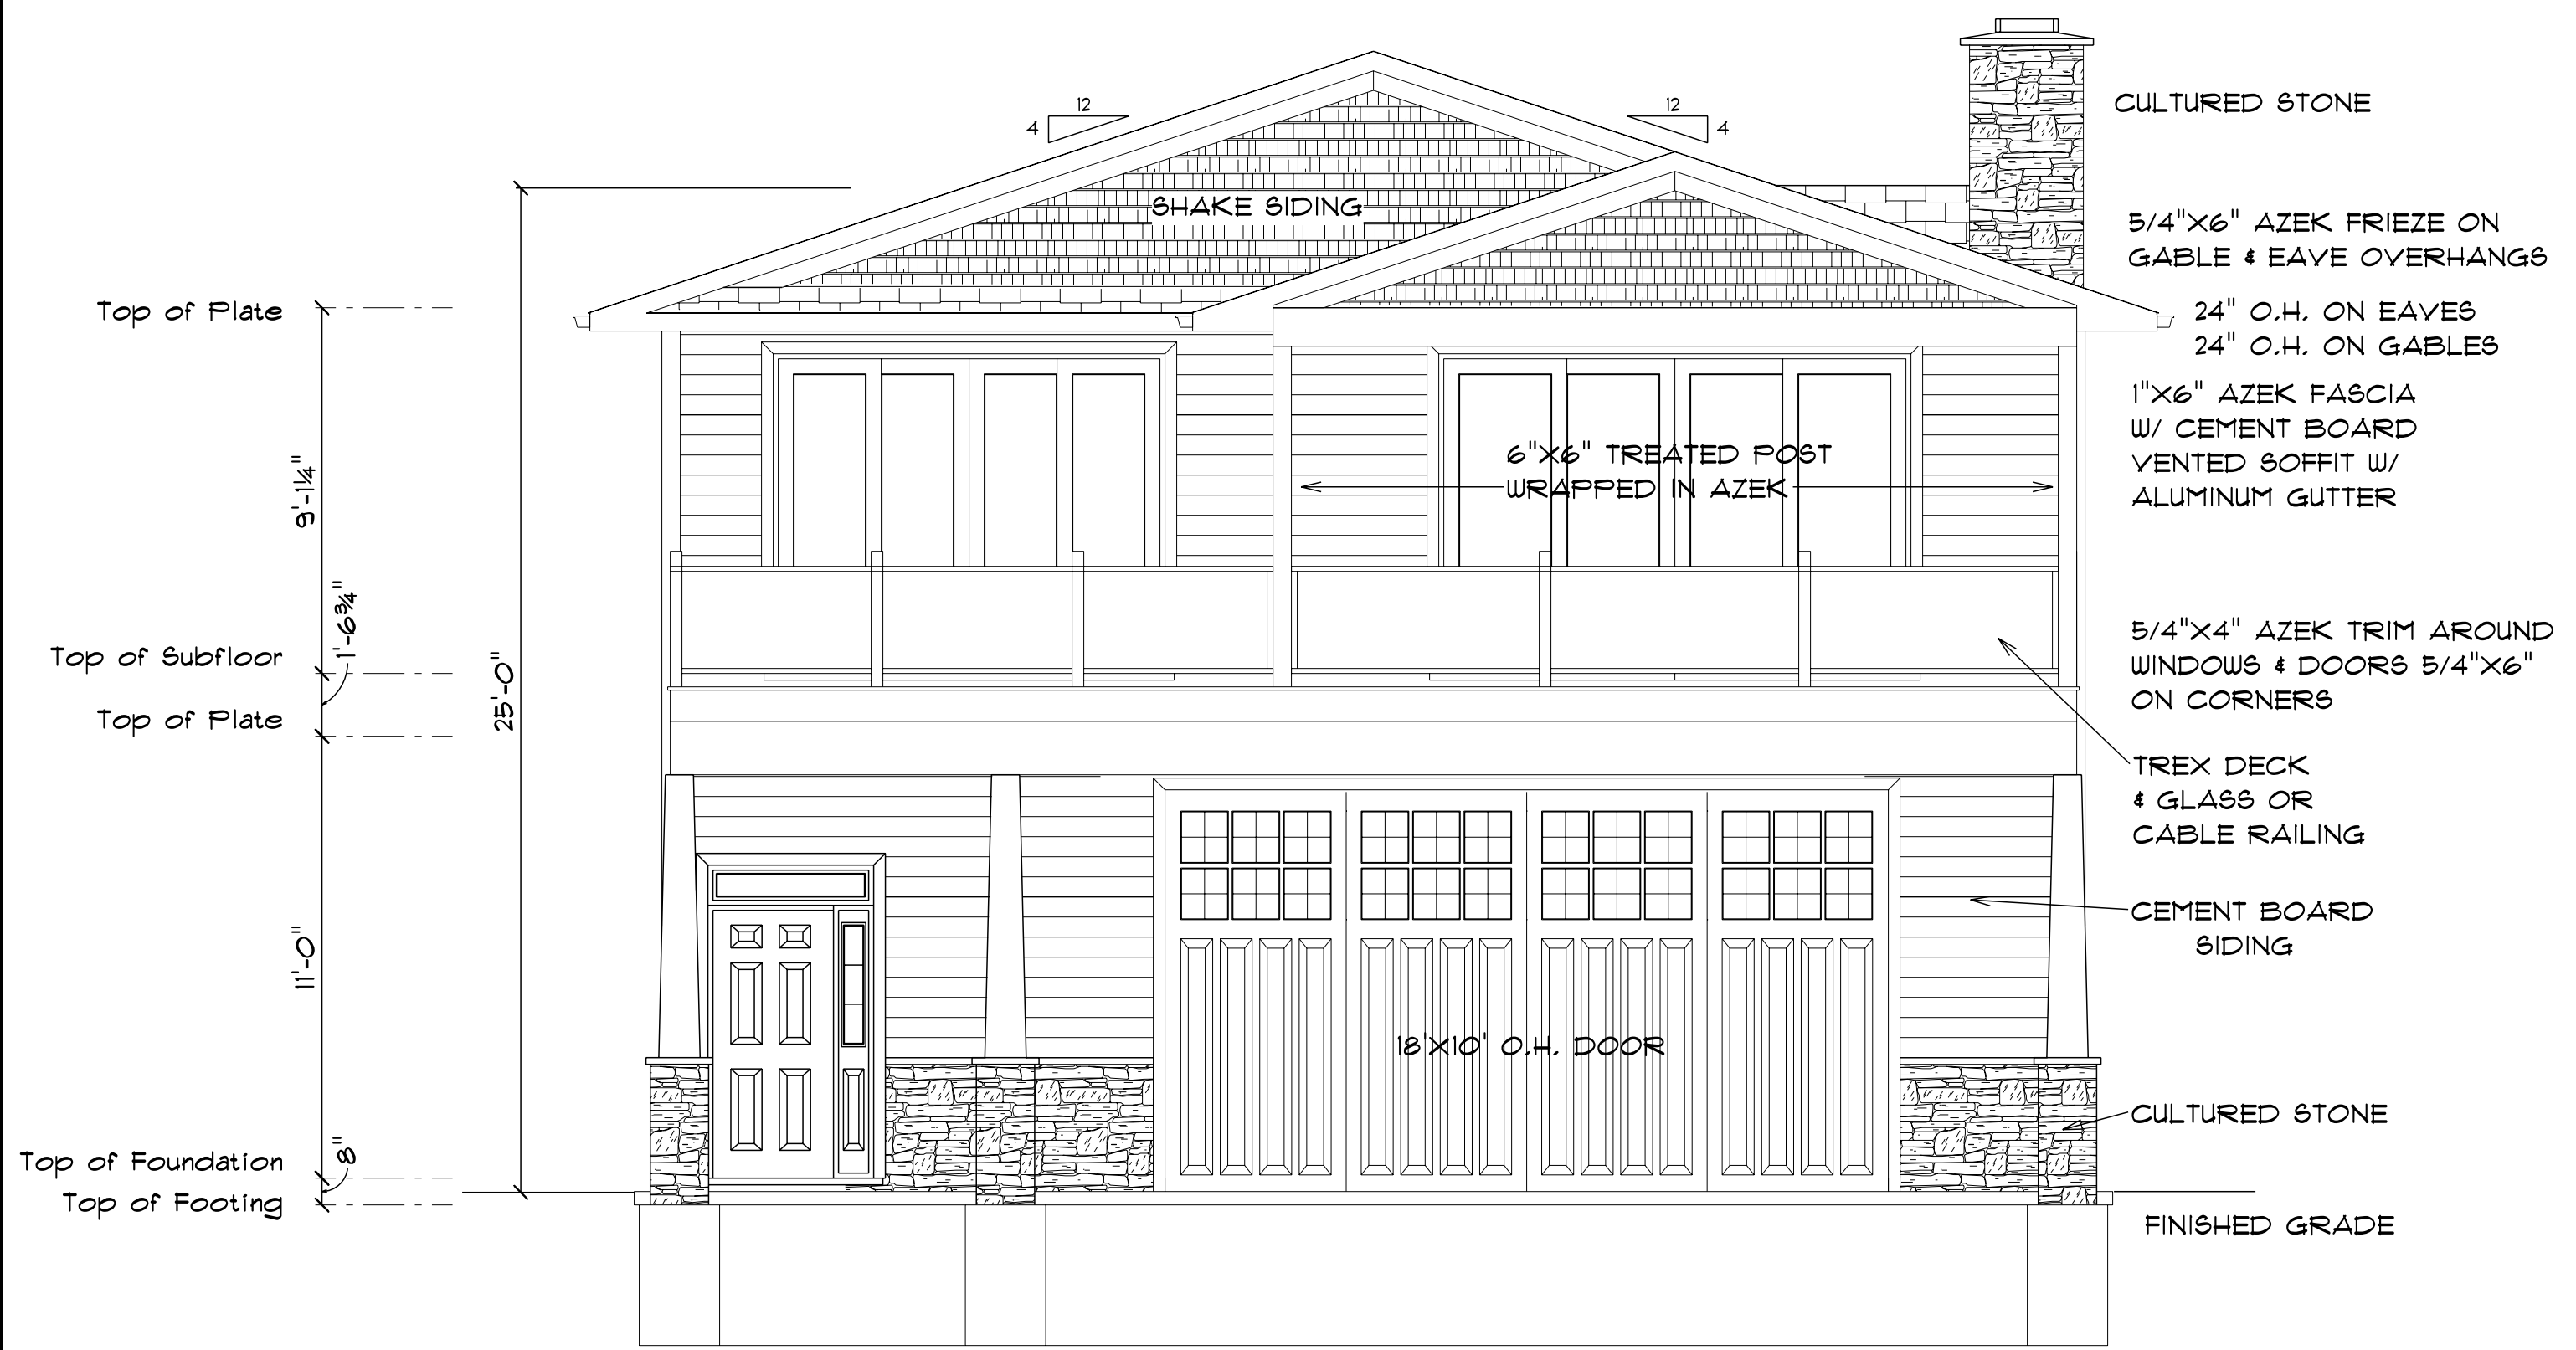 12
4
12
4
CULTURED STONE
SHAKE SIDING
5/4"X6" AZEK FRIEZE ON
GABLE & EAVE OVERHANGS
Top of Plate
24" O.H. ON EAVES
24" O.H. ON GABLES
1"X6" AZEK FASCIA
W/ CEMENT BOARD
VENTED SOFFIT W/
ALUMINUM GUTTER
6"X6" TREATED POST
WRAPPED IN AZEK
9'-1¼"
1'-6¾"
Top of Subfloor
25'-0"
Top of Plate
5/4"X4" AZEK TRIM AROUND
WINDOWS & DOORS 5/4"X6"
ON CORNERS
TREX DECK
& GLASS OR
CABLE RAILING
CEMENT BOARD
SIDING
11'-0"
18'X10' O.H. DOOR
CULTURED STONE
8"
Top of Foundation
Top of Footing
FINISHED GRADE